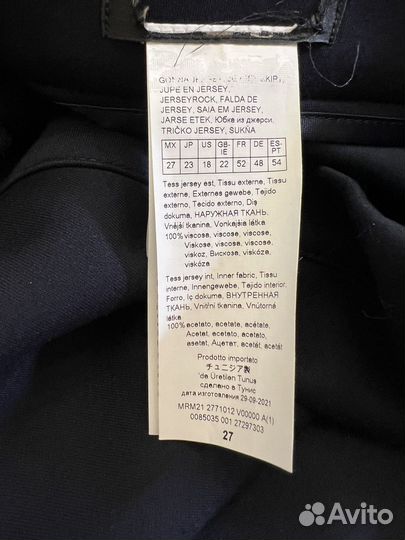 JUPE EN JERSEY,
JERSEYROCK, FALDA DE
JERSEY, SAIA EM JERSEY,
JARSE ETEK, Юбка из джерси,
TRIČKO JERSEY, SUKŇA
MX JP US GB-IE FR DE ES-PT
27 23 18 22 52 48 54
Tess jersey est, Tissu externe, Tissu
externe, Externes gewebe, Tejido
externo, Tecido externo, Diş
dokuma, НАРУЖНАЯ ТКАНЬ,
Vnější tkanina, Vonkajšia látka
100% viscosa, viscose, viscose,
Viskose, viscosa, viscose,
viskoz, Вискоза, viskózy,
viskóza
Tess jersey int, Inner fabric, Tissu
interne, Innengewebe, Tejido interior,
Forro, Iç dokuma, ВНУТРЕННАЯ
ТКАНЬ, Vnitřní tkanina, Vnútorné
látka
100% acetato, acetate, acétate,
Acetat, acetato, acetato,
asetat, Ацетат, acetát, acetát
Prodotto importato
チュニジア製
'de Üretilen Tunus
сделано в Тунис
дата изготовления 29-09-2021
MRM21 2771012 V00000 A(1)
0085035 001 27297303
27
Avito